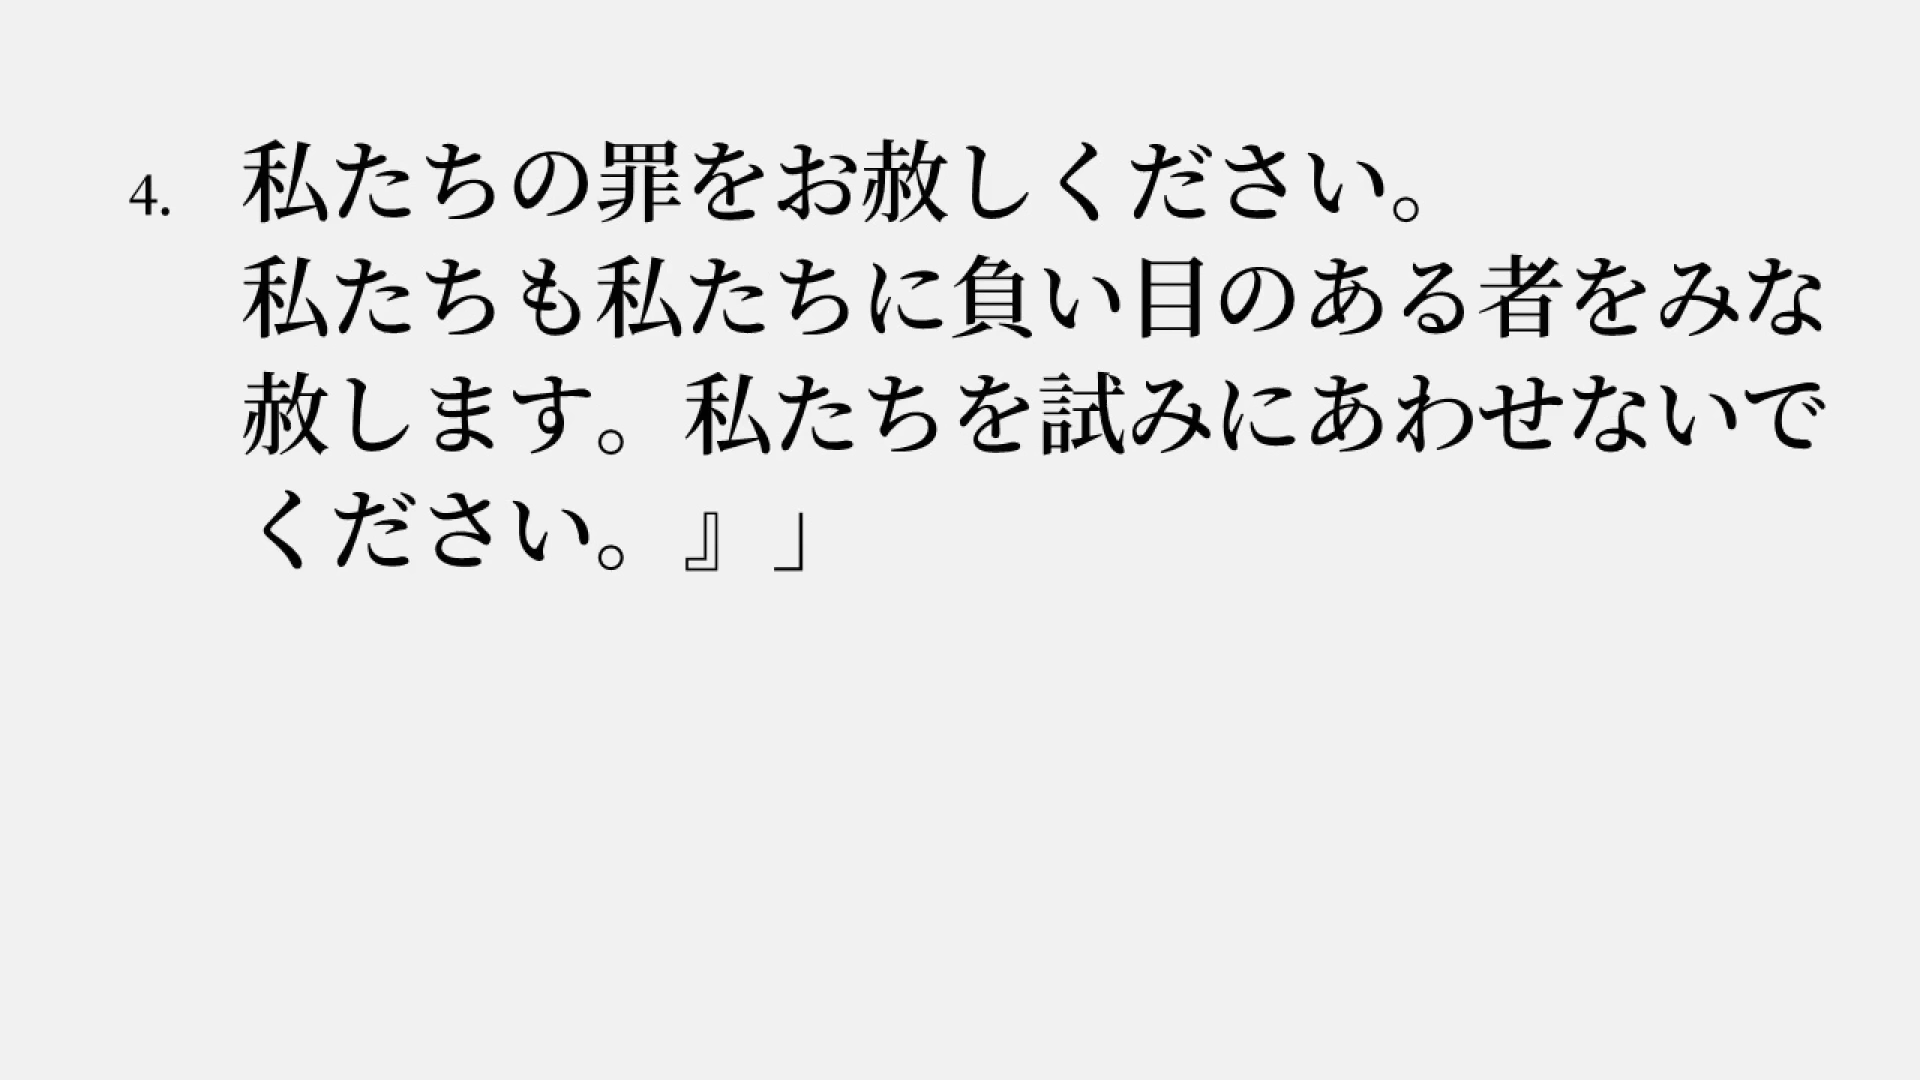 4. 私たちの罪をお赦しください。
私たちも私たちに負い目のある者をみな
赦します。私たちを試みにあわせないで
ください。』」